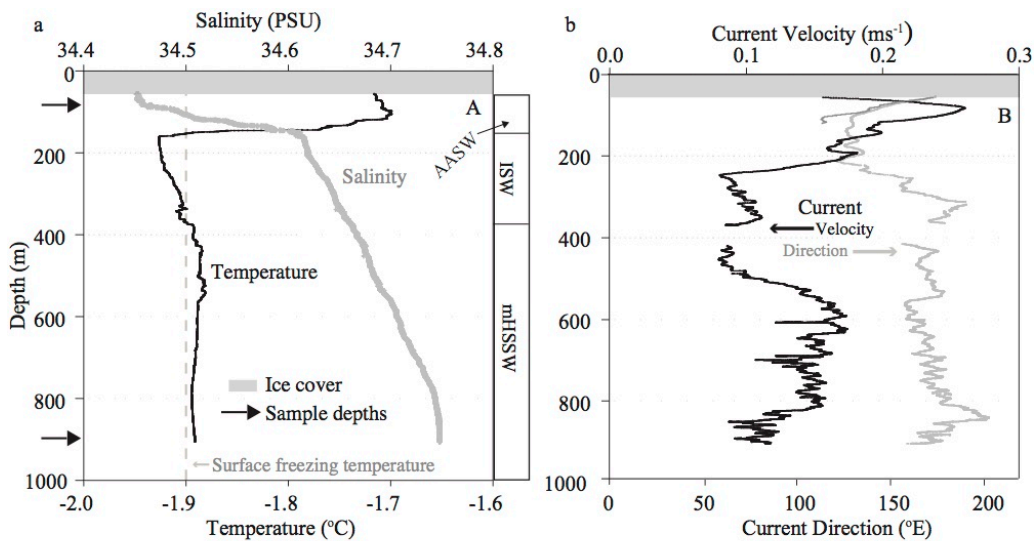 a
Salinity (PSU)
34.4 34.5 34.6 34.7 34.8
0
200
400
600
800
1000
Depth (m)
A
AASW
ISW
mHSSW
Salinity
Temperature
Ice cover
Sample depths
Surface freezing temperature
-2.0 -1.9 -1.8 -1.7 -1.6
Temperature (°C)
b
Current Velocity (ms⁻¹)
0.0 0.1 0.2 0.3
0
200
400
600
800
1000
B
Current
Velocity
Direction
0 50 100 150 200
Current Direction (°E)